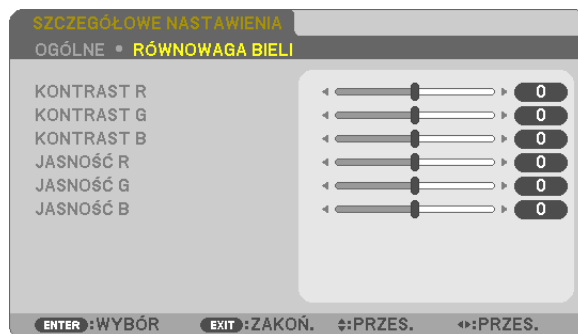 SZCZEGÓŁOWE NASTAWIENIA
OGÓLNE • RÓWNOWAGA BIELI
KONTRAST R 0
KONTRAST G 0
KONTRAST B 0
JASNOŚĆ R 0
JASNOŚĆ G 0
JASNOŚĆ B 0
ENTER :WYBÓR EXIT :ZAKOŃ. :PRZES. :PRZES.